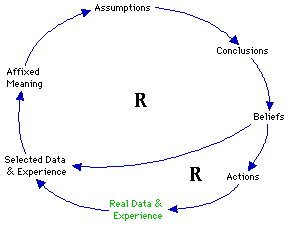 Assumptions
Conclusions
Affixed
Meaning
R
Beliefs
Selected Data
& Experience
R
Actions
Real Data &
Experience